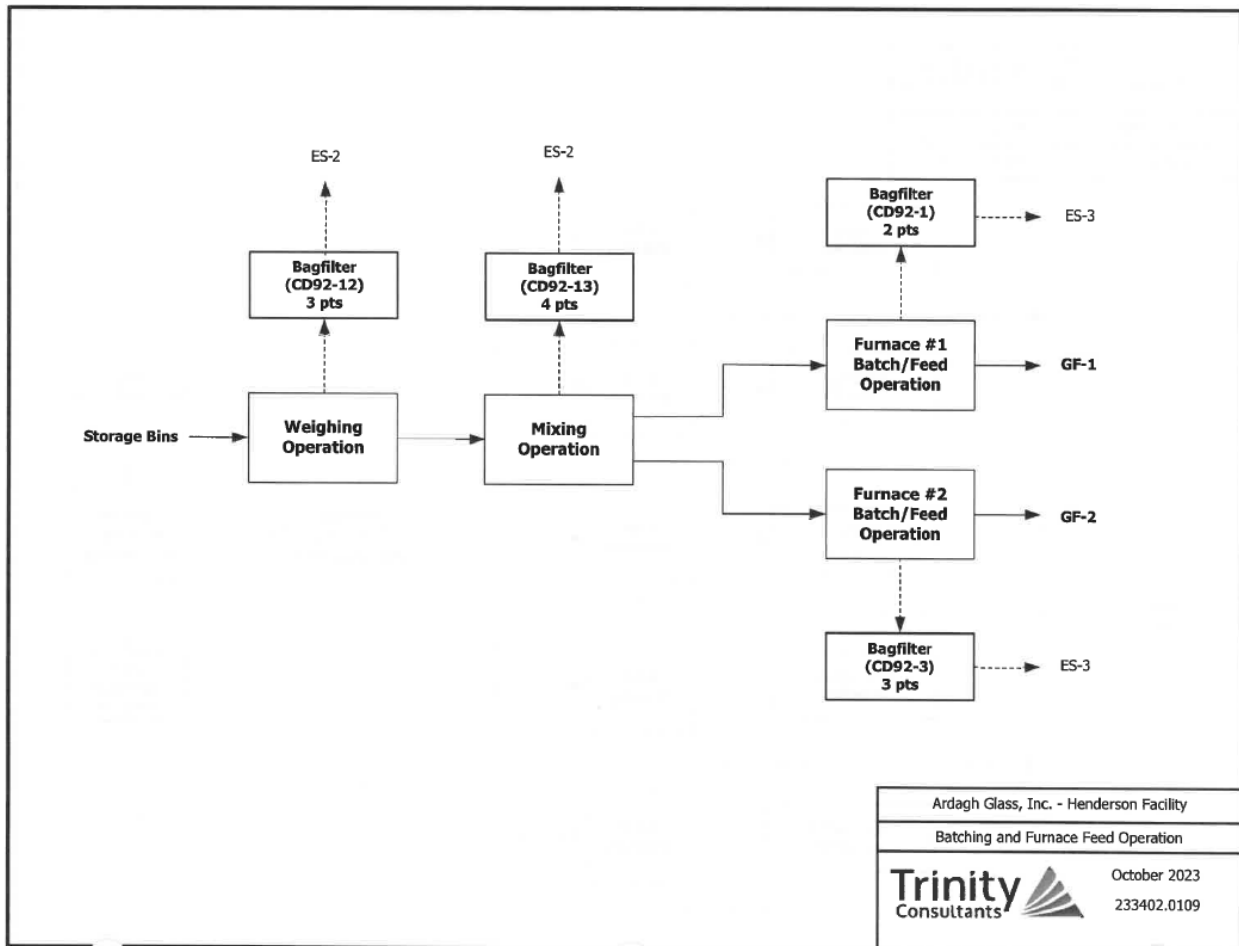 ES-2
ES-2
Bagfilter
(CD92-1)
2 pts
ES-3
Bagfilter
(CD92-12)
3 pts
Bagfilter
(CD92-13)
4 pts
Furnace #1
Batch/Feed
Operation
GF-1
Storage Bins
Weighing
Operation
Mixing
Operation
Furnace #2
Batch/Feed
Operation
GF-2
Bagfilter
(CD92-3)
3 pts
ES-3
Ardagh Glass, Inc. - Henderson Facility
Batching and Furnace Feed Operation
Trinity
Consultants
October 2023
233402.0109